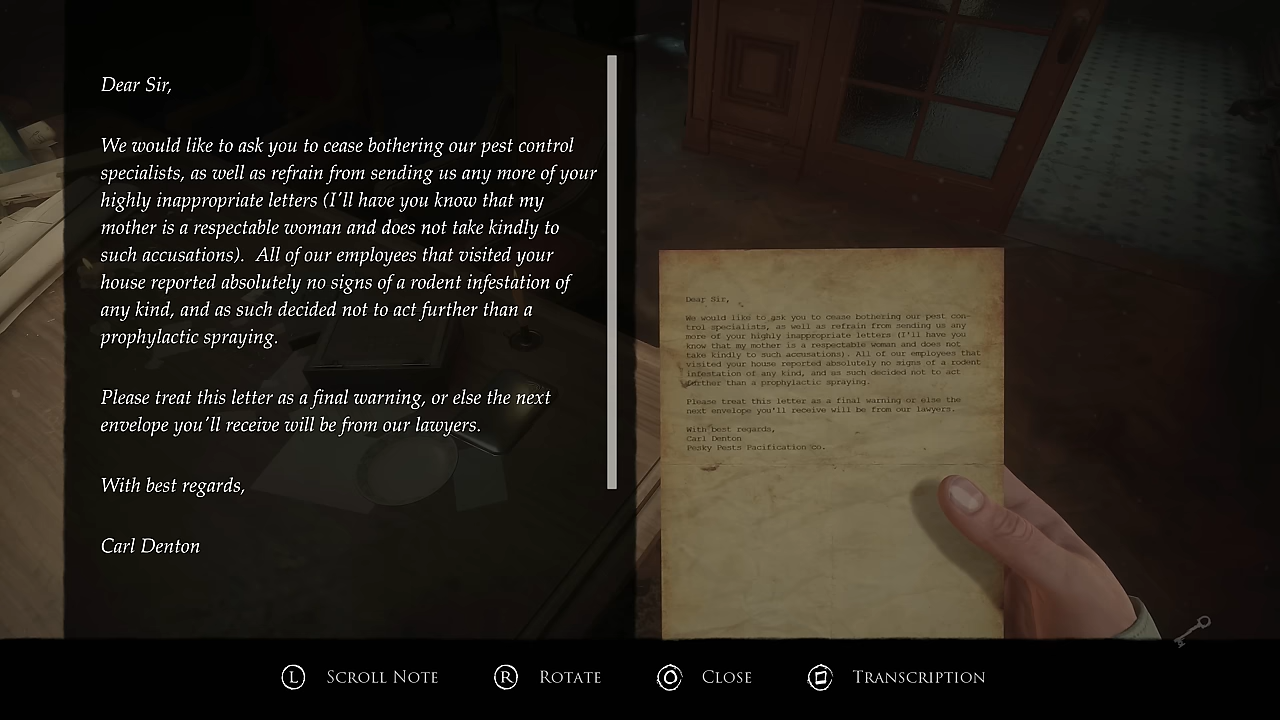 Dear Sir,
We would like to ask you to cease bothering our pest control
specialists, as well as refrain from sending us any more of your
highly inappropriate letters (I'll have you know that my
mother is a respectable woman and does not take kindly to
such accusations).  All of our employees that visited your
house reported absolutely no signs of a rodent infestation of
any kind, and as such decided not to act further than a
prophylactic spraying.
Please treat this letter as a final warning, or else the next
envelope you'll receive will be from our lawyers.
With best regards,
Carl Denton
Dear Sir,
We would like to ask you to cease bothering our pest con-
trol specialists, as well as refrain from sending us any
more of your highly inappropriate letters (I'll have you
know that my mother is a respectable woman and does not
take kindly to such accusations). All of our employees that
visited your house reported absolutely no signs of a rodent
infestation of any kind, and as such decided not to act
further than a prophylactic spraying.
Please treat this letter as a final warning or else the
next envelope you'll receive will be from our lawyers.
With best regards,
Carl Denton
Pesky Pests Pacification co.
L SCROLL NOTE R ROTATE CLOSE TRANSCRIPTION